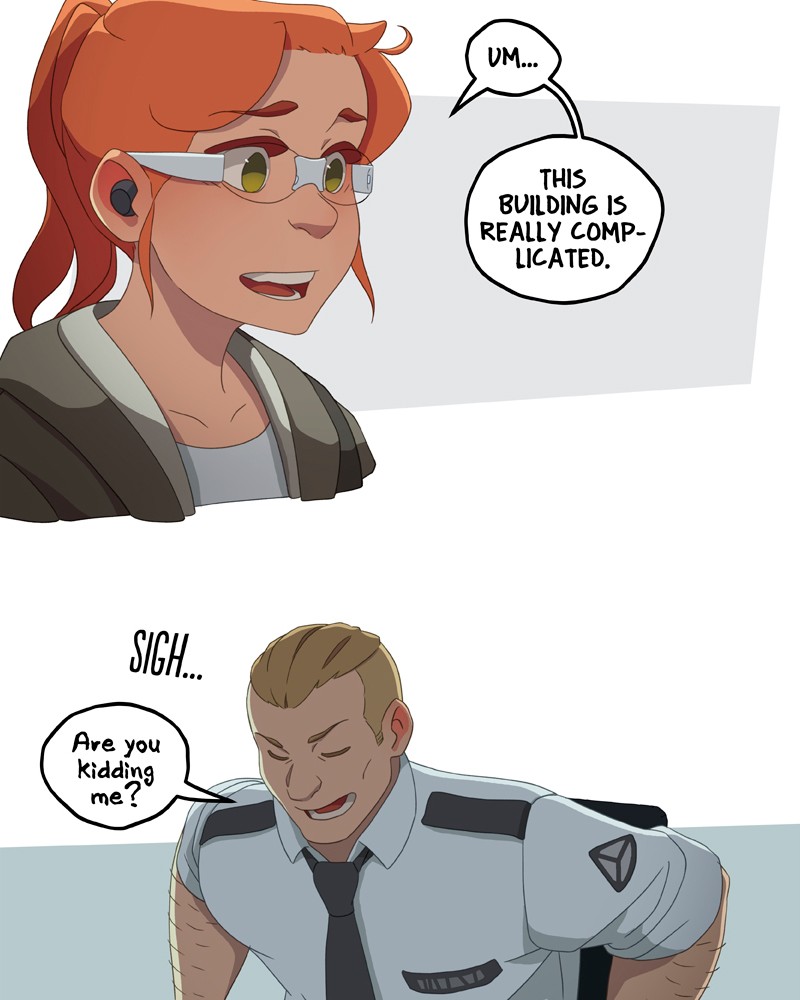 UM...
THIS
BUILDING IS
REALLY COMP-
LICATED.
SIGH...
Are you
kidding
me?